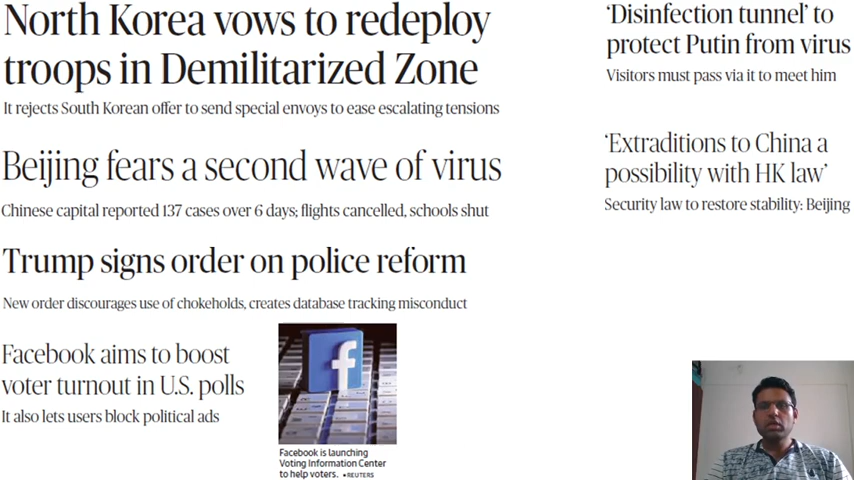 North Korea vows to redeploy
troops in Demilitarized Zone
It rejects South Korean offer to send special envoys to ease escalating tensions
Beijing fears a second wave of virus
Chinese capital reported 137 cases over 6 days; flights cancelled, schools shut
Trump signs order on police reform
New order discourages use of chokeholds, creates database tracking misconduct
Facebook aims to boost
voter turnout in U.S. polls
It also lets users block political ads
f
Facebook is launching
Voting Information Center
to help voters. •REUTERS
‘Disinfection tunnel’ to
protect Putin from virus
Visitors must pass via it to meet him
‘Extraditions to China a
possibility with HK law’
Security law to restore stability: Beijing